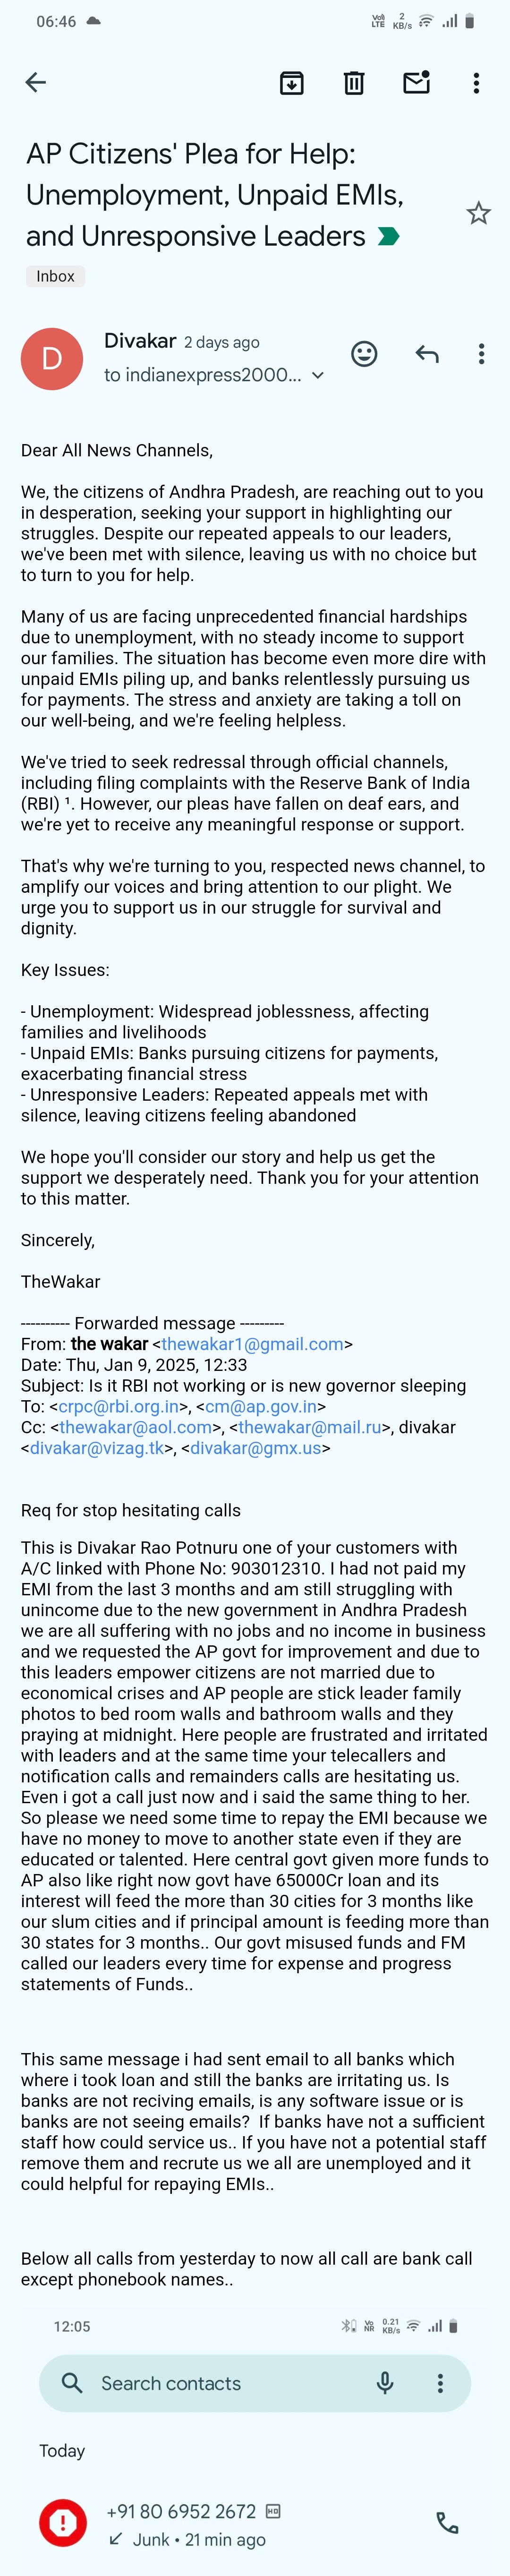 06:46
Vo)) LTE 2 KB/s
AP Citizens' Plea for Help:
Unemployment, Unpaid EMIs,
and Unresponsive Leaders
Inbox
D
Divakar 2 days ago
to indianexpress2000...
Dear All News Channels,
We, the citizens of Andhra Pradesh, are reaching out to you
in desperation, seeking your support in highlighting our
struggles. Despite our repeated appeals to our leaders,
we've been met with silence, leaving us with no choice but
to turn to you for help.
Many of us are facing unprecedented financial hardships
due to unemployment, with no steady income to support
our families. The situation has become even more dire with
unpaid EMIs piling up, and banks relentlessly pursuing us
for payments. The stress and anxiety are taking a toll on
our well-being, and we're feeling helpless.
We've tried to seek redressal through official channels,
including filing complaints with the Reserve Bank of India
(RBI) ¹. However, our pleas have fallen on deaf ears, and
we're yet to receive any meaningful response or support.
That's why we're turning to you, respected news channel, to
amplify our voices and bring attention to our plight. We
urge you to support us in our struggle for survival and
dignity.
Key Issues:
- Unemployment: Widespread joblessness, affecting
families and livelihoods
- Unpaid EMIs: Banks pursuing citizens for payments,
exacerbating financial stress
- Unresponsive Leaders: Repeated appeals met with
silence, leaving citizens feeling abandoned
We hope you'll consider our story and help us get the
support we desperately need. Thank you for your attention
to this matter.
Sincerely,
TheWakar
---------- Forwarded message ---------
From: the wakar <thewakar1@gmail.com>
Date: Thu, Jan 9, 2025, 12:33
Subject: Is it RBI not working or is new governor sleeping
To: <crpc@rbi.org.in>, <cm@ap.gov.in>
Cc: <thewakar@aol.com>, <thewakar@mail.ru>, divakar
<divakar@vizag.tk>, <divakar@gmx.us>
Req for stop hesitating calls
This is Divakar Rao Potnuru one of your customers with
A/C linked with Phone No: 903012310. I had not paid my
EMI from the last 3 months and am still struggling with
unincome due to the new government in Andhra Pradesh
we are all suffering with no jobs and no income in business
and we requested the AP govt for improvement and due to
this leaders empower citizens are not married due to
economical crises and AP people are stick leader family
photos to bed room walls and bathroom walls and they
praying at midnight. Here people are frustrated and irritated
with leaders and at the same time your telecallers and
notification calls and remainders calls are hesitating us.
Even i got a call just now and i said the same thing to her.
So please we need some time to repay the EMI because we
have no money to move to another state even if they are
educated or talented. Here central govt given more funds to
AP also like right now govt have 65000Cr loan and its
interest will feed the more than 30 cities for 3 months like
our slum cities and if principal amount is feeding more than
30 states for 3 months.. Our govt misused funds and FM
called our leaders every time for expense and progress
statements of Funds..
This same message i had sent email to all banks which
where i took loan and still the banks are irritating us. Is
banks are not reciving emails, is any software issue or is
banks are not seeing emails?  If banks have not a sufficient
staff how could service us.. If you have not a potential staff
remove them and recrute us we all are unemployed and it
could helpful for repaying EMIs..
Below all calls from yesterday to now all call are bank call
except phonebook names..
12:05
Vo NR 0.21 KB/s
Search contacts
Today
+91 80 6952 2672 HD
Junk • 21 min ago